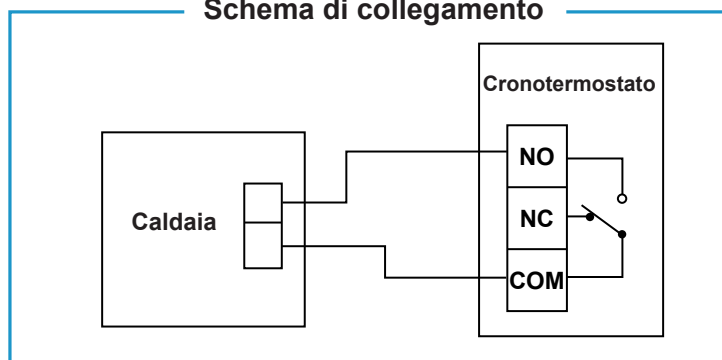 Schema di collegamento
Cronotermostato
NO
Caldaia
NC
COM